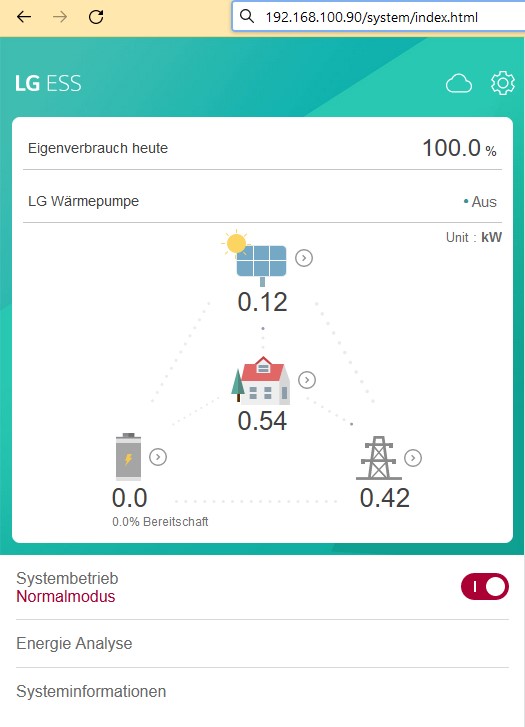 192.168.100.90/system/index.html
LG ESS
Eigenverbrauch heute 100.0 %
LG Wärmepumpe • Aus
Unit : kW
0.12
0.54
0.0 0.42
0.0% Bereitschaft
Systembetrieb
Normalmodus
Energie Analyse
Systeminformationen